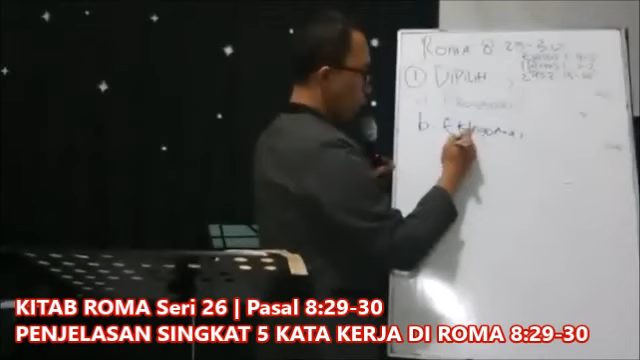 ROMA 8 29-30
① DIPILIH
b Eklegomai
KITAB ROMA Seri 26 | Pasal 8:29-30
PENJELASAN SINGKAT 5 KATA KERJA DI ROMA 8:29-30